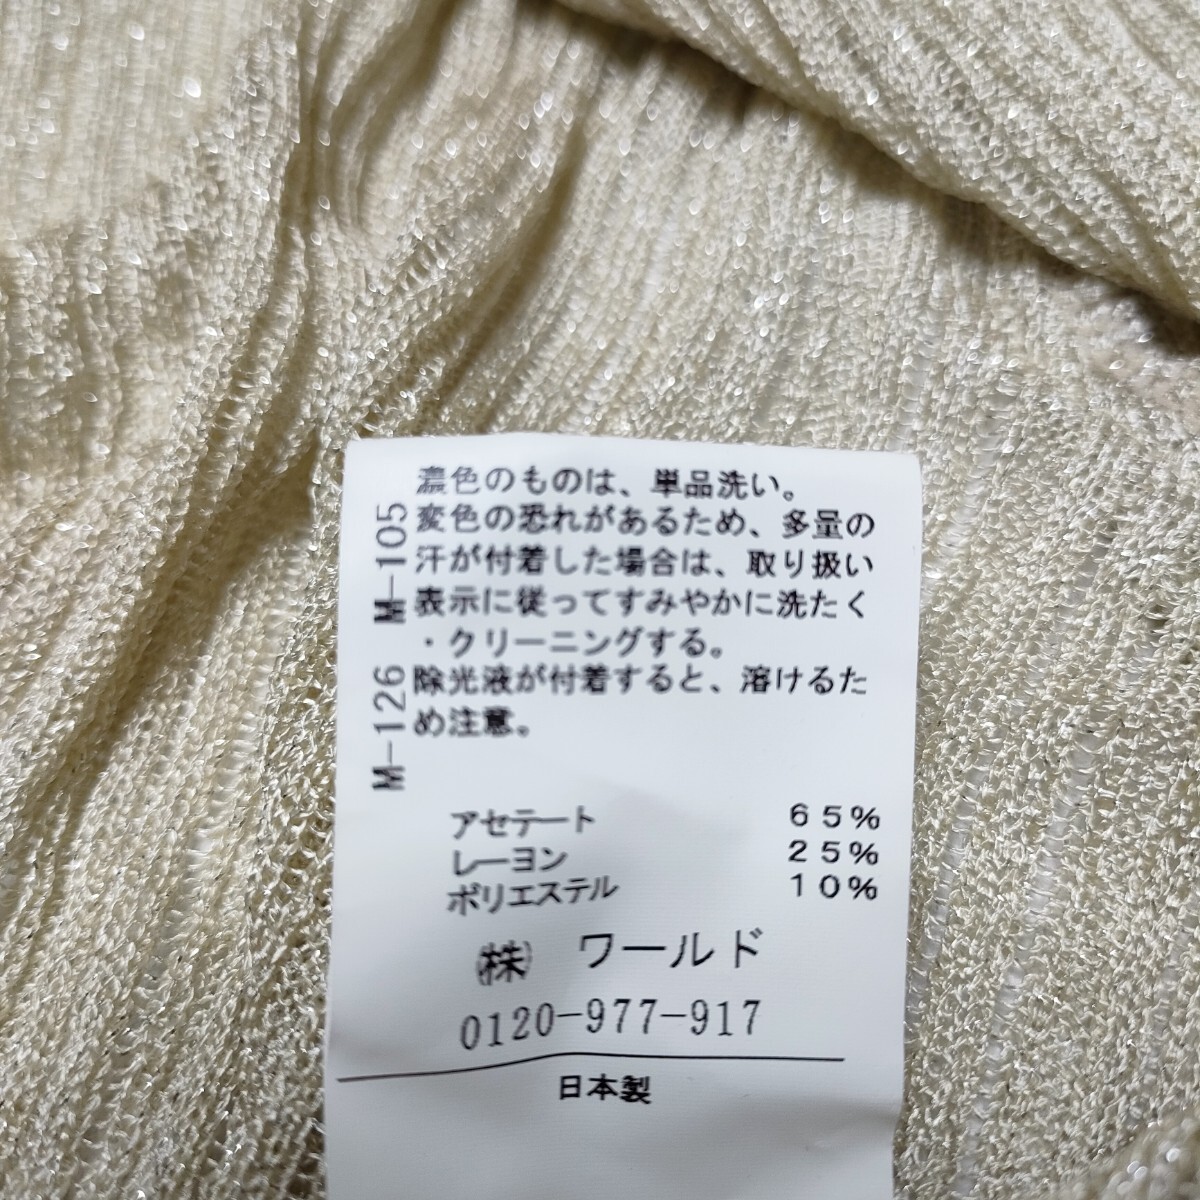 濃色のものは、単品洗い。
変色の恐れがあるため、多量の
汗が付着した場合は、取り扱い
表示に従ってすみやかに洗たく
・クリーニングする。
除光液が付着すると、溶けるた
め注意。
M-105
M-126
アセテート 65%
レーヨン 25%
ポリエステル 10%
㈱ ワールド
0120-977-917
日本製